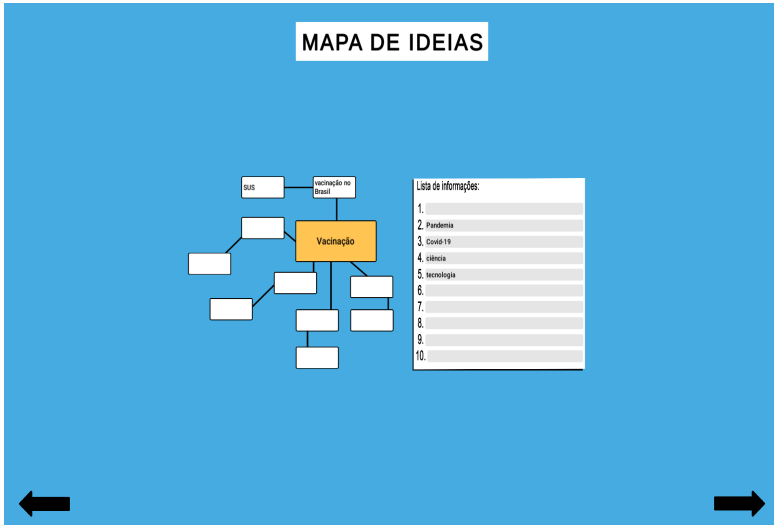 MAPA DE IDEIAS
SUS
vacinação no
Brasil
Vacinação
Lista de informações:
1.
2. Pandemia
3. Covid-19
4. ciência
5. tecnologia
6.
7.
8.
9.
10.